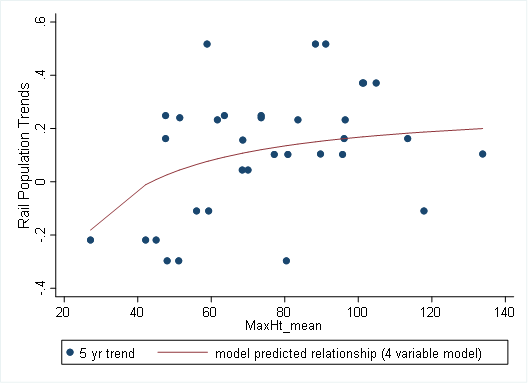 Rail Population Trends
.6
.4
.2
0
-.2
-.4
20 40 60 80 100 120 140
MaxHt_mean
5 yr trend model predicted relationship (4 variable model)